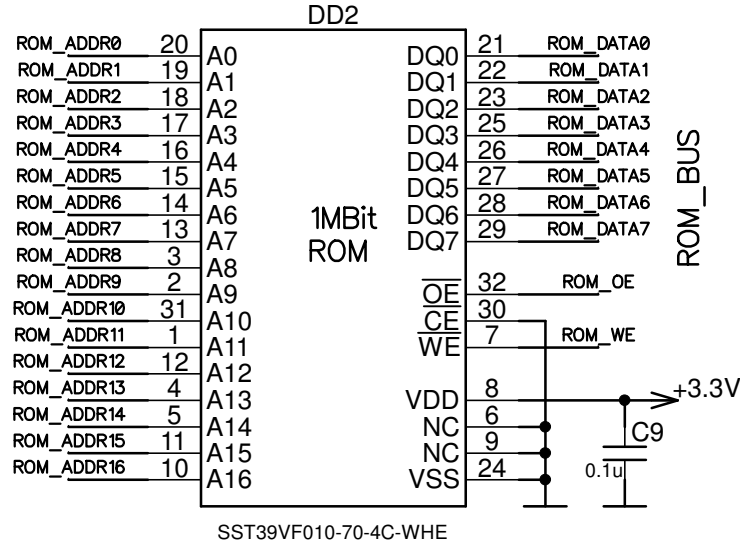 DD2
ROM_ADDR0 20 A0 DQ0 21 ROM_DATA0
ROM_ADDR1 19 A1 DQ1 22 ROM_DATA1
ROM_ADDR2 18 A2 DQ2 23 ROM_DATA2
ROM_ADDR3 17 A3 DQ3 25 ROM_DATA3
ROM_ADDR4 16 A4 DQ4 26 ROM_DATA4
ROM_ADDR5 15 A5 DQ5 27 ROM_DATA5
ROM_ADDR6 14 A6 DQ6 28 ROM_DATA6
ROM_ADDR7 13 A7 DQ7 29 ROM_DATA7
1MBit
ROM
ROM_BUS
ROM_ADDR8 3 A8
ROM_ADDR9 2 A9 OE 32 ROM_OE
ROM_ADDR10 31 A10 CE 30
ROM_ADDR11 1 A11 WE 7 ROM_WE
ROM_ADDR12 12 A12
ROM_ADDR13 4 A13 VDD 8 +3.3V
ROM_ADDR14 5 A14 NC 6
ROM_ADDR15 11 A15 NC 9
ROM_ADDR16 10 A16 VSS 24
C9
0.1u
SST39VF010-70-4C-WHE